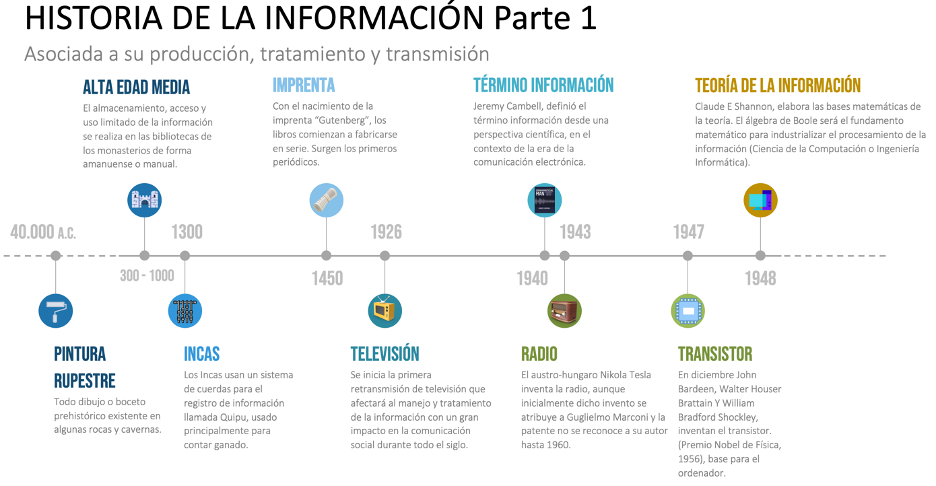 HISTORIA DE LA INFORMACIÓN Parte 1
Asociada a su producción, tratamiento y transmisión
ALTA EDAD MEDIA
El almacenamiento, acceso y
uso limitado de la información
se realiza en las bibliotecas de
los monasterios de forma
amanuense o manual.
IMPRENTA
Con el nacimiento de la
imprenta “Gutenberg”, los
libros comienzan a fabricarse
en serie. Surgen los primeros
periódicos.
TÉRMINO INFORMACIÓN
Jeremy Cambell, definió el
término información desde una
perspectiva científica, en el
contexto de la era de la
comunicación electrónica.
TEORÍA DE LA INFORMACIÓN
Claude E Shannon, elabora las bases matemáticas de
la teoría. El álgebra de Boole será el fundamento
matemático para industrializar el procesamiento de la
información (Ciencia de la Computación o Ingeniería
Informática).
40.000 A.C.
300 - 1000
1300
1450
1926
1940
1943
1947
1948
PINTURA
RUPESTRE
Todo dibujo o boceto
prehistórico existente en
algunas rocas y cavernas.
INCAS
Los Incas usan un sistema
de cuerdas para el
registro de información
llamada Quipu, usado
principalmente para
contar ganado.
TELEVISIÓN
Se inicia la primera
retransmisión de televisión que
afectará al manejo y tratamiento
de la información con un gran
impacto en la comunicación
social durante todo el siglo.
RADIO
El austro-hungaro Nikola Tesla
inventa la radio, aunque
inicialmente dicho invento se
atribuye a Guglielmo Marconi y la
patente no se reconoce a su autor
hasta 1960.
TRANSISTOR
En diciembre John
Bardeen, Walter Houser
Brattain Y William
Bradford Shockley,
inventan el transistor.
(Premio Nobel de Física,
1956), base para el
ordenador.